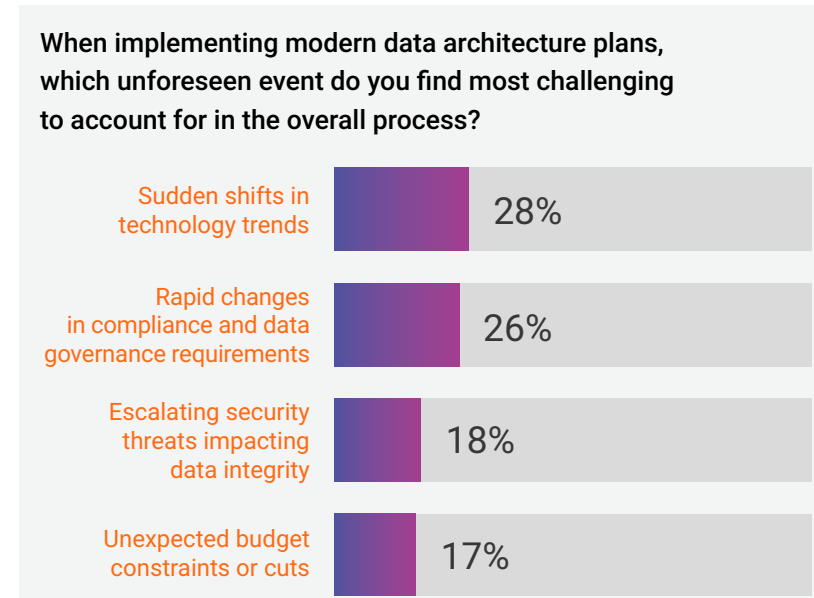 When implementing modern data architecture plans,
which unforeseen event do you find most challenging
to account for in the overall process?
Sudden shifts in
technology trends
28%
Rapid changes
in compliance and data
governance requirements
26%
Escalating security
threats impacting
data integrity
18%
Unexpected budget
constraints or cuts
17%